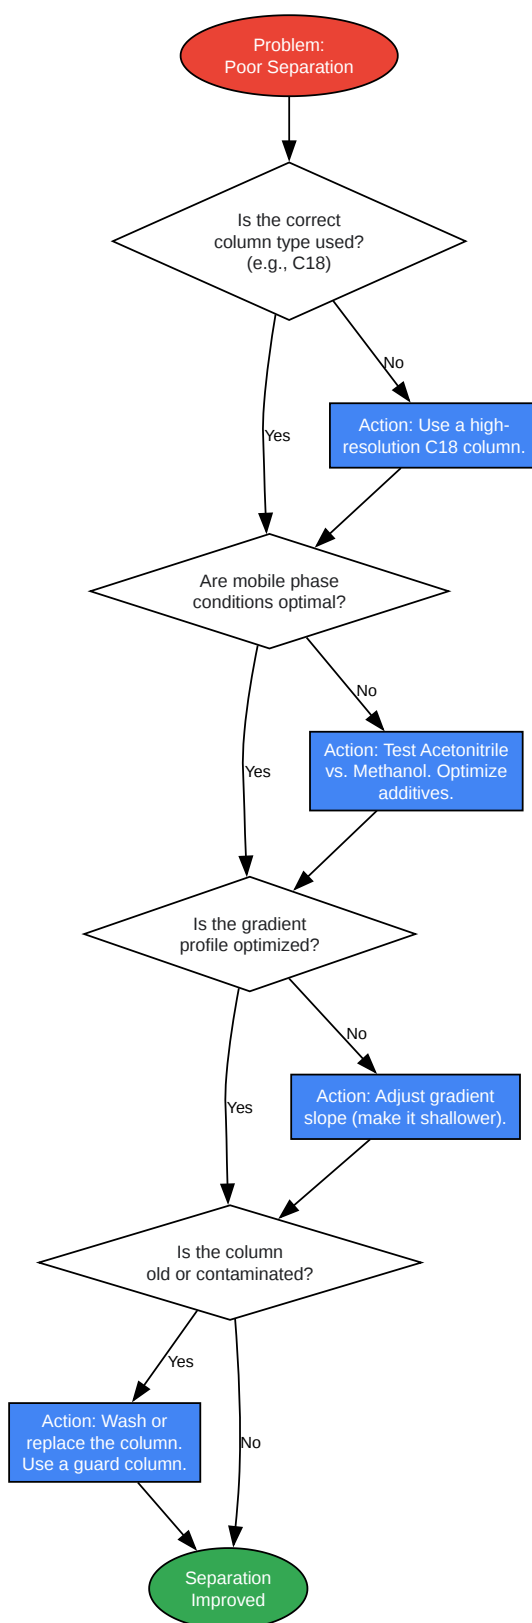 Problem:
Poor Separation
Is the correct
column type used?
(e.g., C18)
No
Yes
Action: Use a high-
resolution C18 column.
Are mobile phase
conditions optimal?
No
Yes
Action: Test Acetonitrile
vs. Methanol. Optimize
additives.
Is the gradient
profile optimized?
No
Yes
Action: Adjust gradient
slope (make it shallower).
Is the column
old or contaminated?
Yes
No
Action: Wash or
replace the column.
Use a guard column.
Separation
Improved